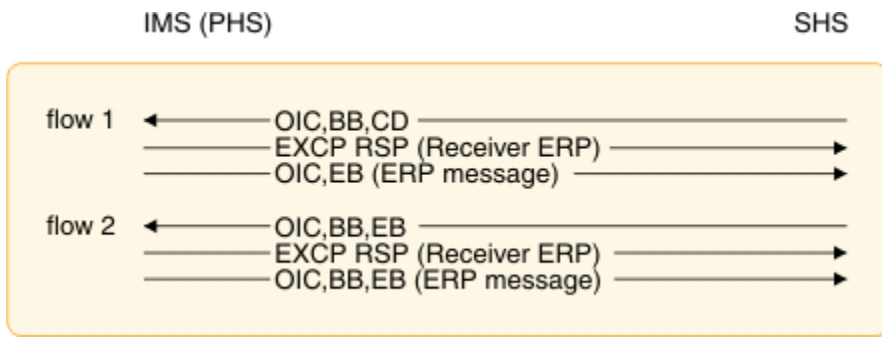 IMS (PHS) SHS
flow 1 OIC,BB,CD
EXCP RSP (Receiver ERP)
OIC,EB (ERP message)
flow 2 OIC,BB,EB
EXCP RSP (Receiver ERP)
OIC,BB,EB (ERP message)